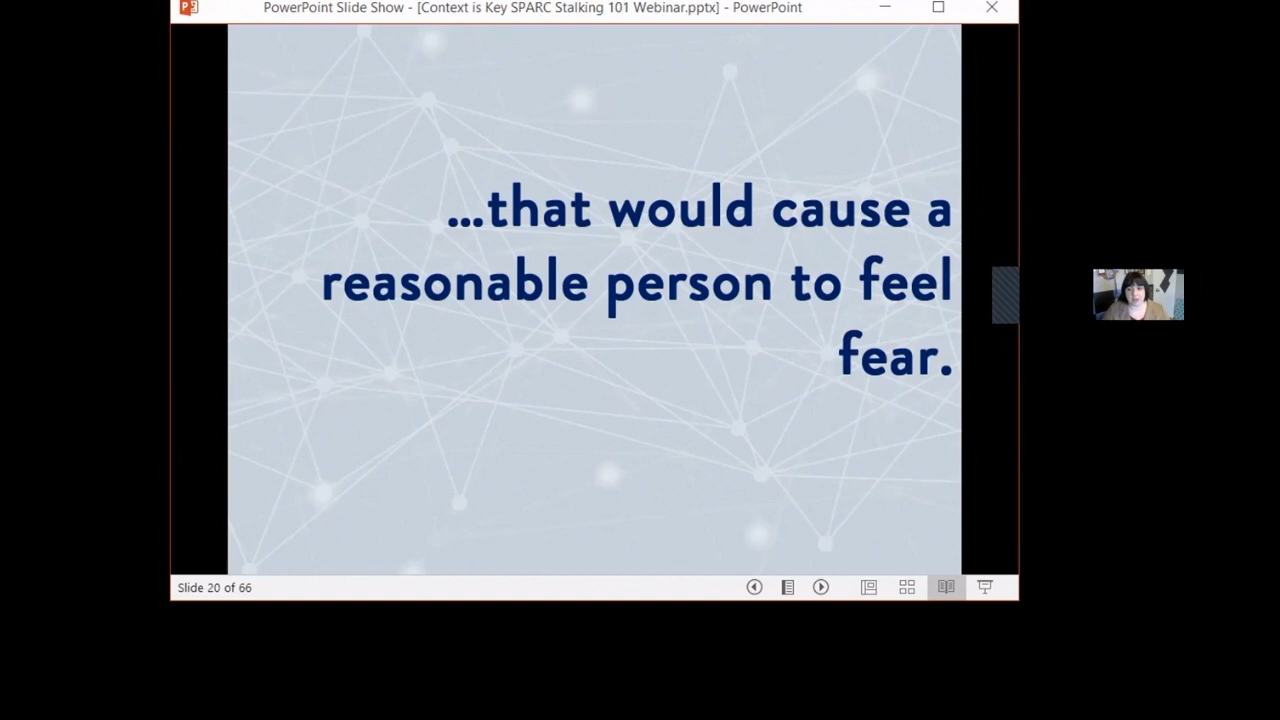 PowerPoint Slide Show - [Context is Key SPARC Stalking 101 Webinar.pptx] - PowerPoint
...that would cause a
reasonable person to feel
fear.
Slide 20 of 66